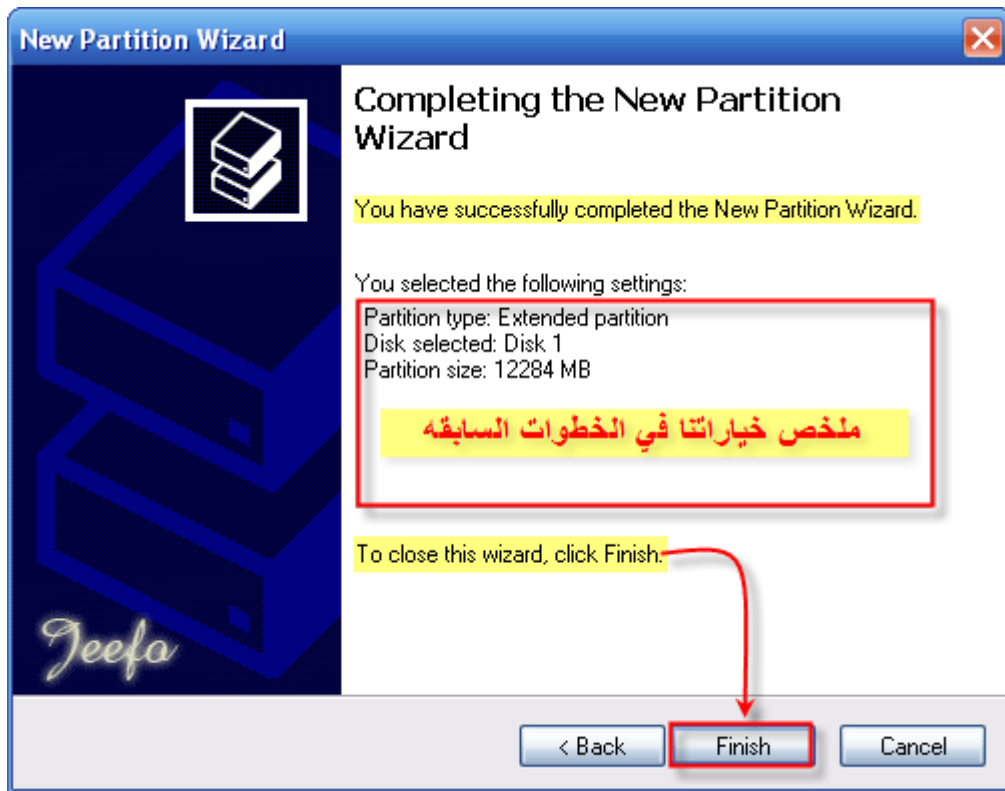 New Partition Wizard
Completing the New Partition
Wizard
You have successfully completed the New Partition Wizard.
You selected the following settings:
Partition type: Extended partition
Disk selected: Disk 1
Partition size: 12284 MB
ملخص خياراتنا في الخطوات السابقه
To close this wizard, click Finish.
Jeefo
< Back
Finish
Cancel